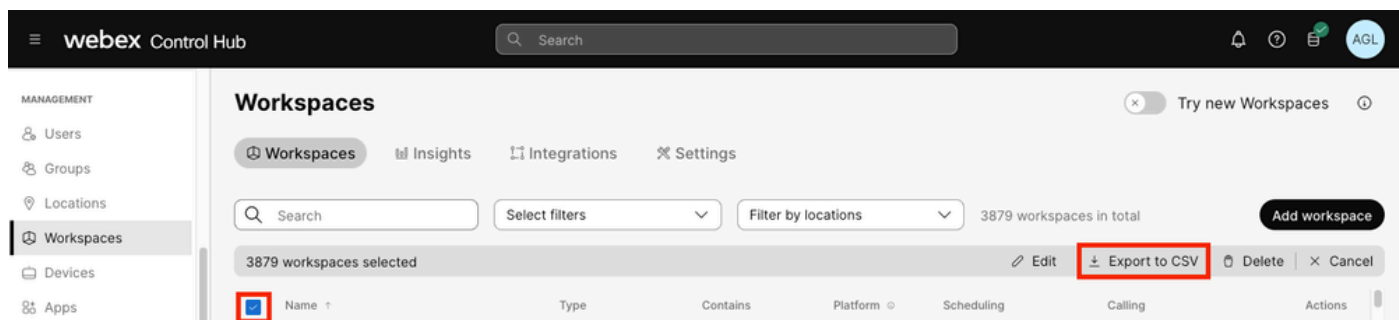 webex Control Hub
Search
AGL
MANAGEMENT
Users
Groups
Locations
Workspaces
Devices
Apps
Workspaces
Try new Workspaces
Workspaces Insights Integrations Settings
Search Select filters Filter by locations 3879 workspaces in total Add workspace
3879 workspaces selected Edit Export to CSV Delete Cancel
Name Type Contains Platform Scheduling Calling Actions